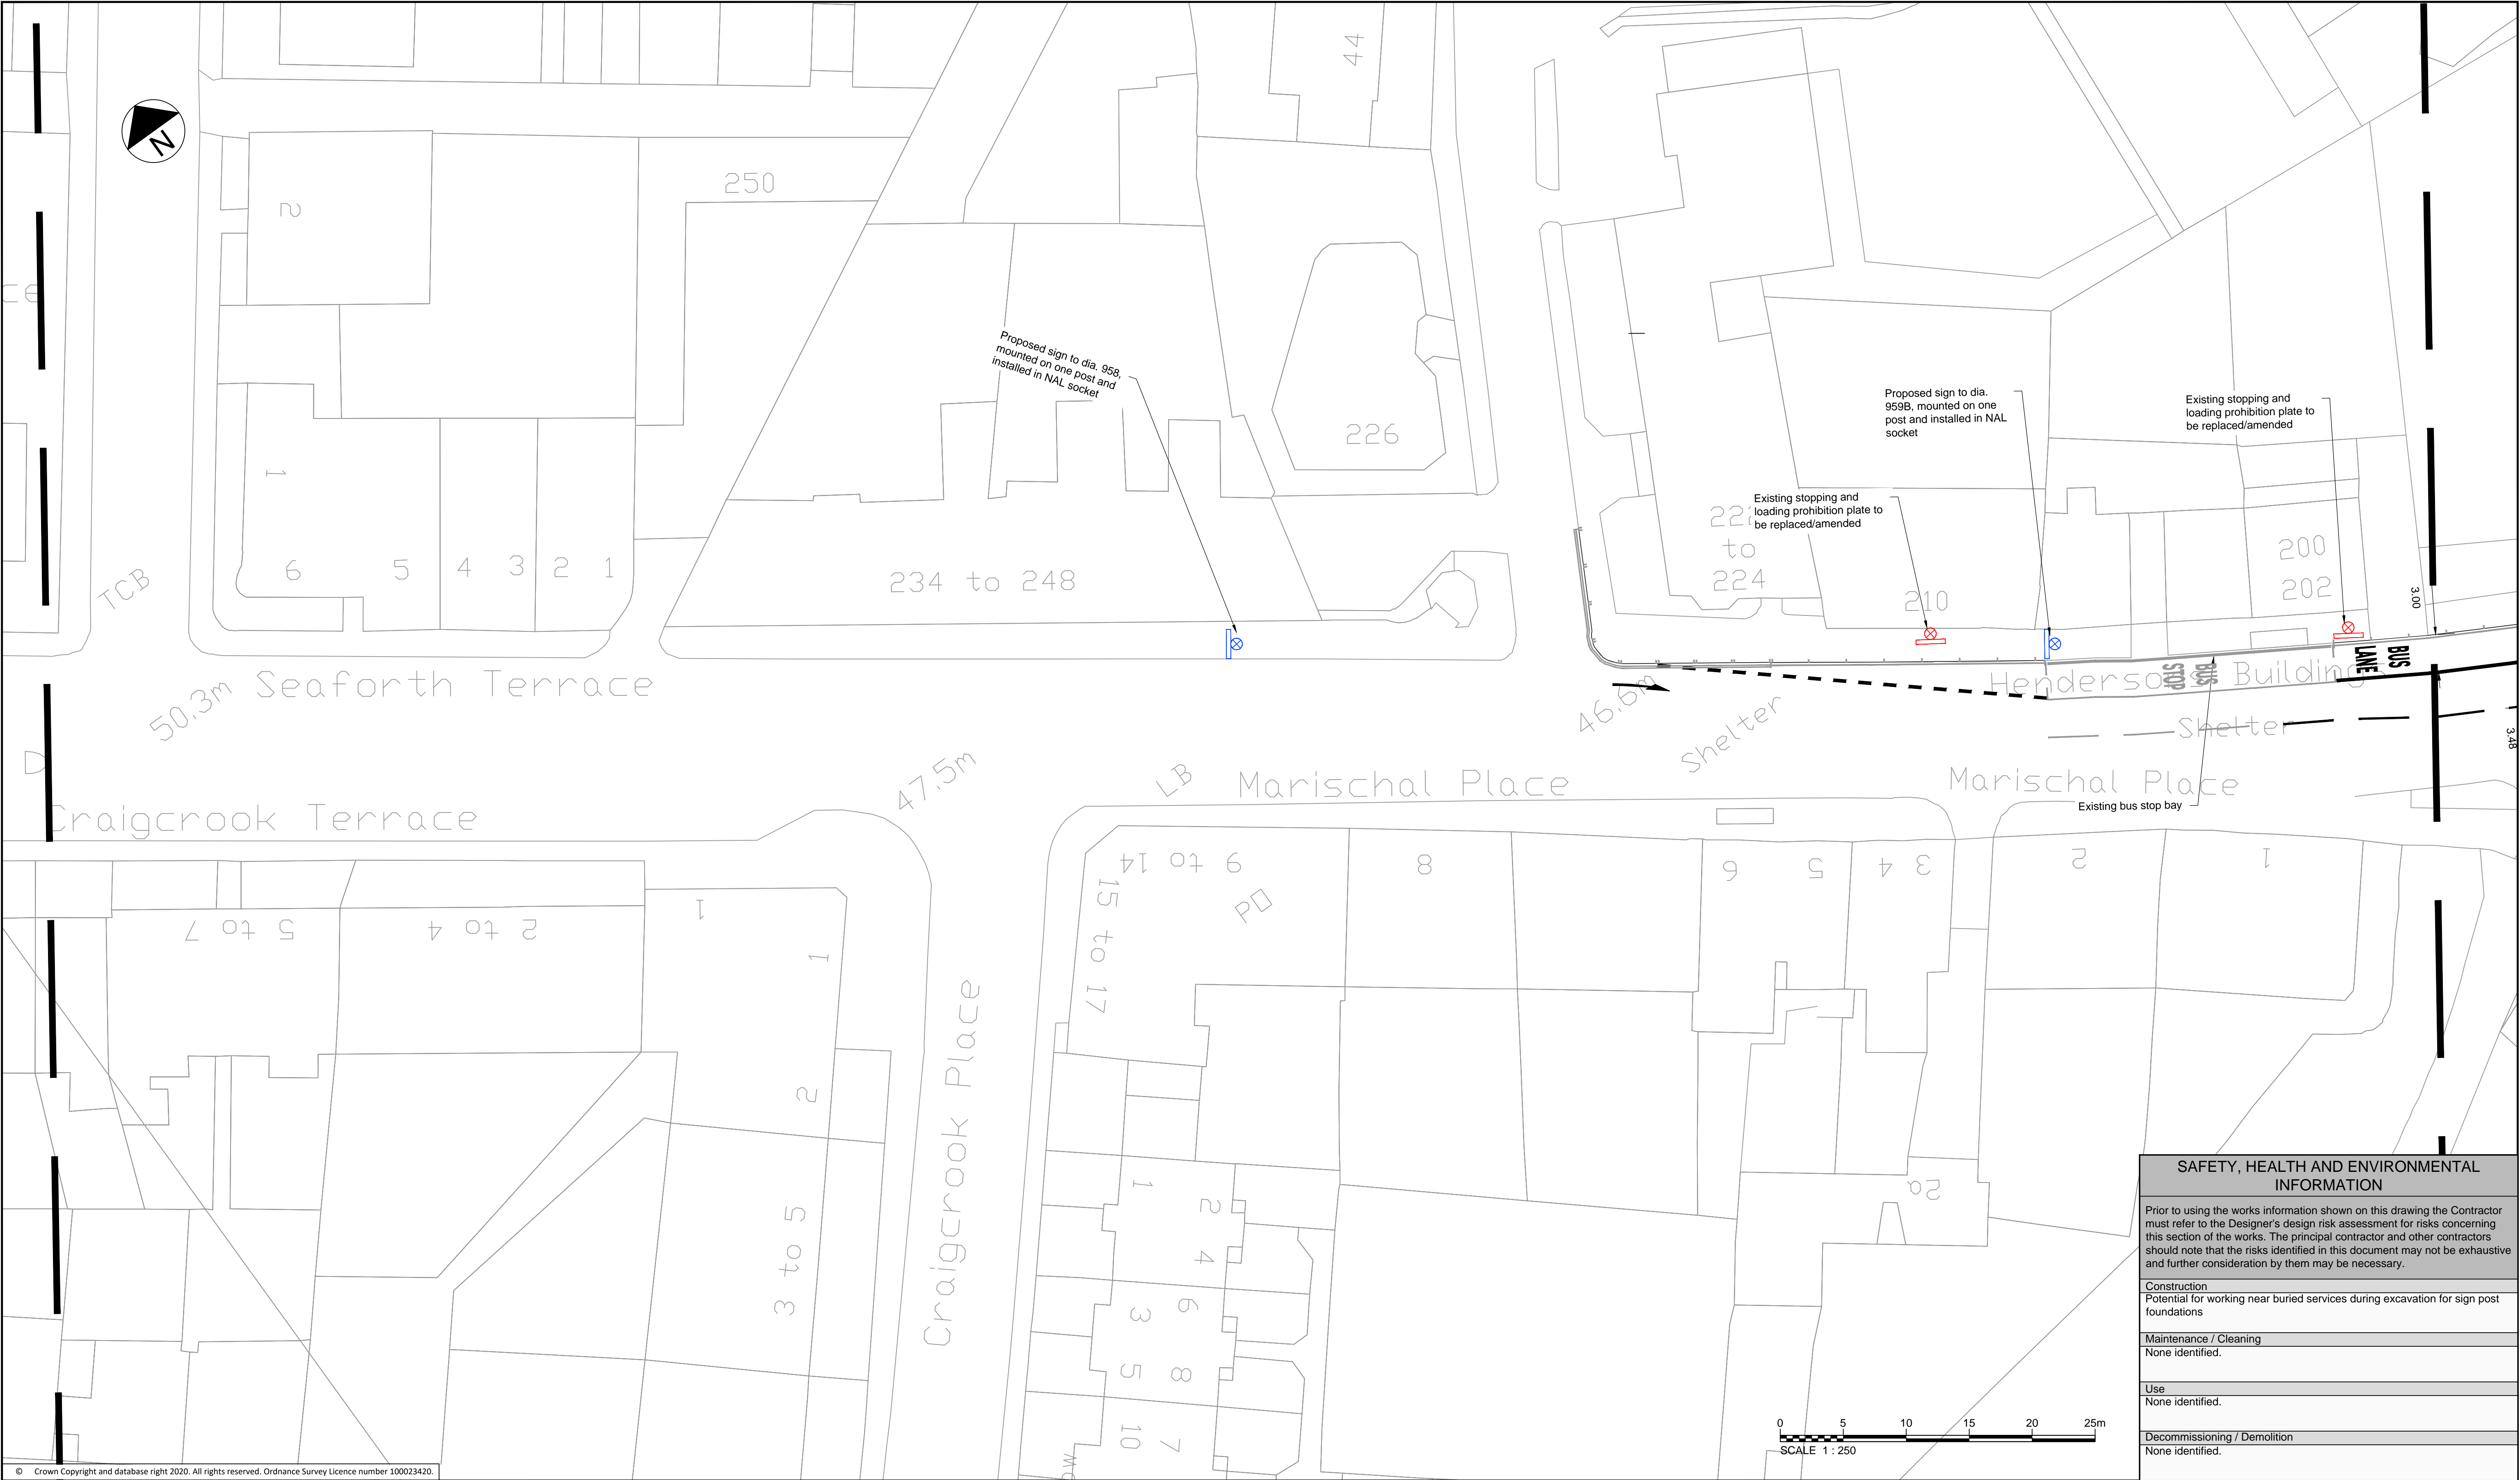 44
N
250
2
ce
Proposed sign to dia. 958,
mounted on one post and
installed in NAL socket
Proposed sign to dia.
959B, mounted on one
post and installed in NAL
socket
Existing stopping and
loading prohibition plate to
be replaced/amended
226
1
Existing stopping and
loading prohibition plate to
be replaced/amended
22
to
224
200
202
6
5
4
3
2
1
TCB
234 to 248
210
3.00
BUS
LANE
BUS
STOP
50.3m
Seaforth Terrace
46.6m
Henderson
Building
Shelter
Shelter
3.48
D
47.5m
LB
Marischal Place
Marischal Place
Existing bus stop bay
Craigcrook Terrace
9 to 14
8
6
5
3
4
2
1
15 to 17
PO
5 to 7
2 to 4
1
1
2
3 to 5
Craigcrook Place
1
2
4
3
6
5
8
10
7
2a
SAFETY, HEALTH AND ENVIRONMENTAL
INFORMATION
Prior to using the works information shown on this drawing the Contractor
must refer to the Designer's design risk assessment for risks concerning
this section of the works. The principal contractor and other contractors
should note that the risks identified in this document may not be exhaustive
and further consideration by them may be necessary.
Construction
Potential for working near buried services during excavation for sign post
foundations
Maintenance / Cleaning
None identified.
Use
None identified.
Decommissioning / Demolition
None identified.
0 5 10 15 20 25m
SCALE 1 : 250
© Crown Copyright and database right 2020. All rights reserved. Ordnance Survey Licence number 100023420.